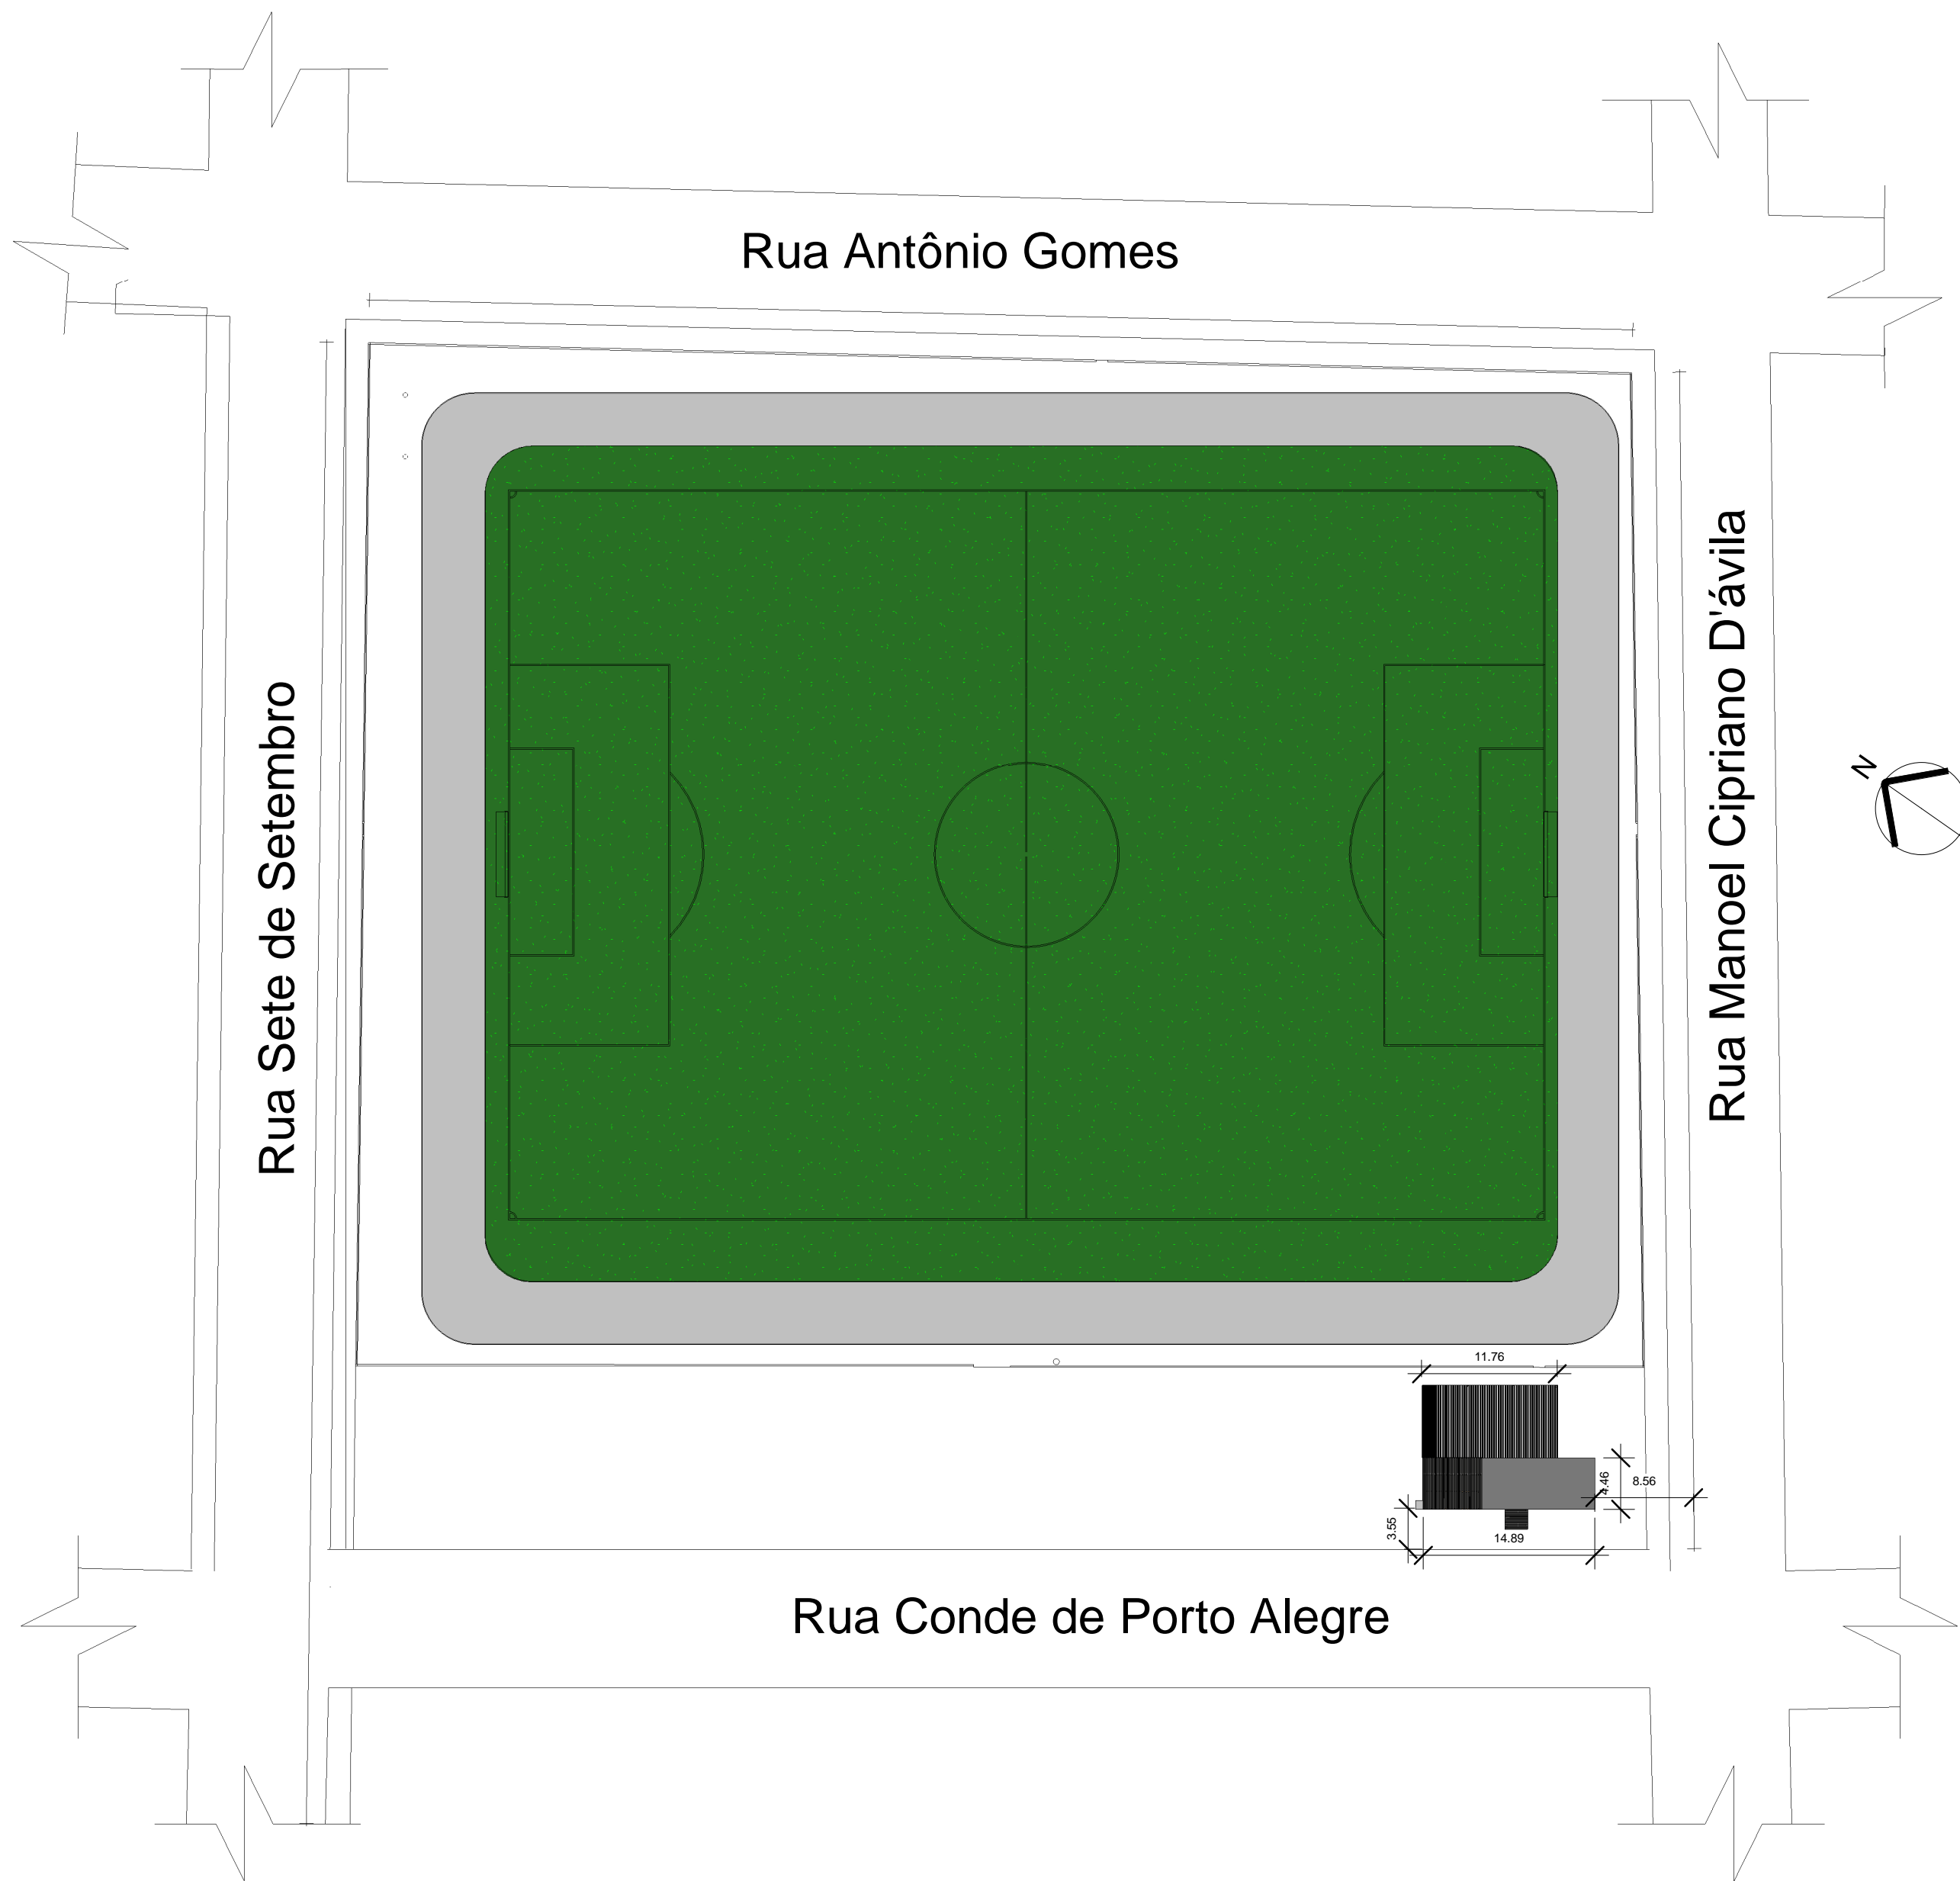 Rua Antônio Gomes
Rua Sete de Setembro
Rua Manoel Cipriano D'ávila
N
11.76
4.46
8.56
3.55
14.89
Rua Conde de Porto Alegre